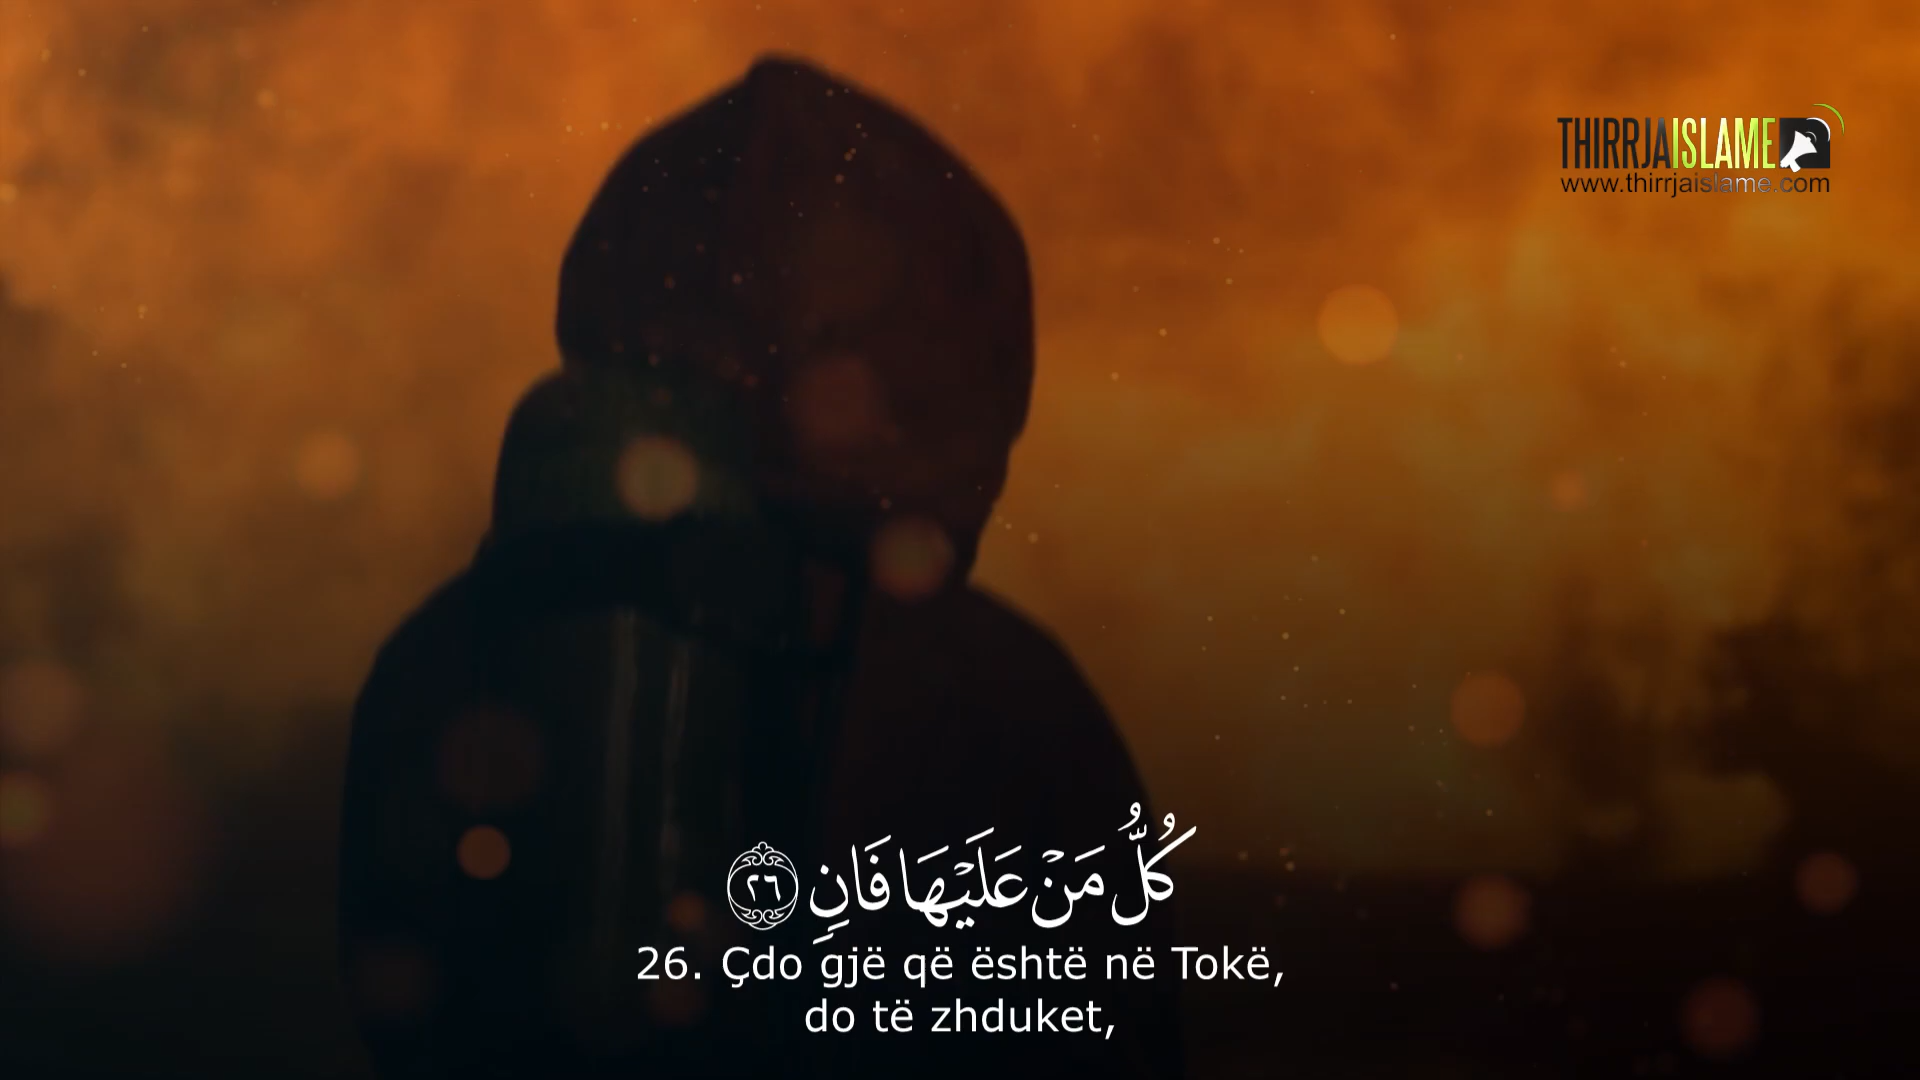 THIRRJAISLAME
www.thirrjaislame.com
كُلُّ مَنْ عَلَيْهَا فَانٍ ٢٦
26. Çdo gjë që është në Tokë,
do të zhduket,